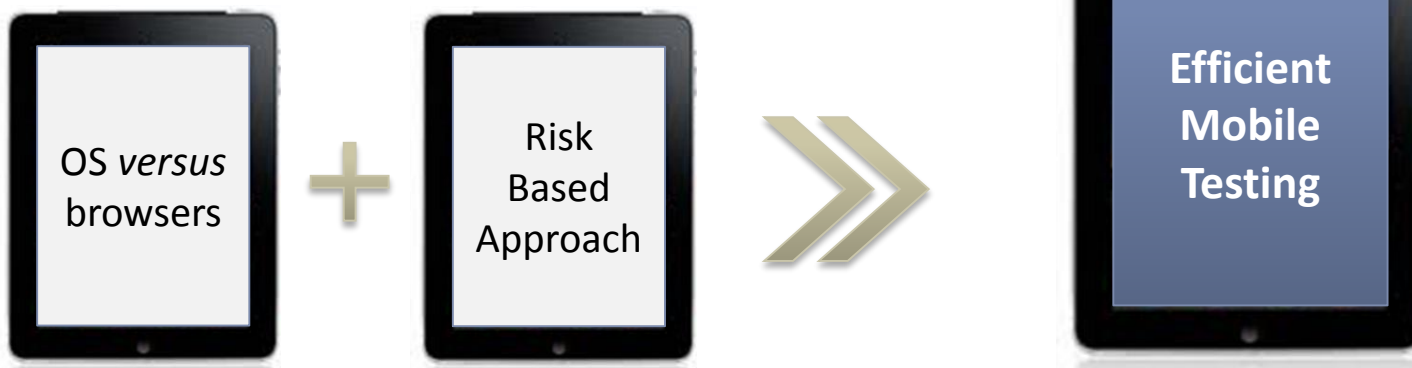 OS versus
browsers
+
Risk
Based
Approach
Efficient
Mobile
Testing